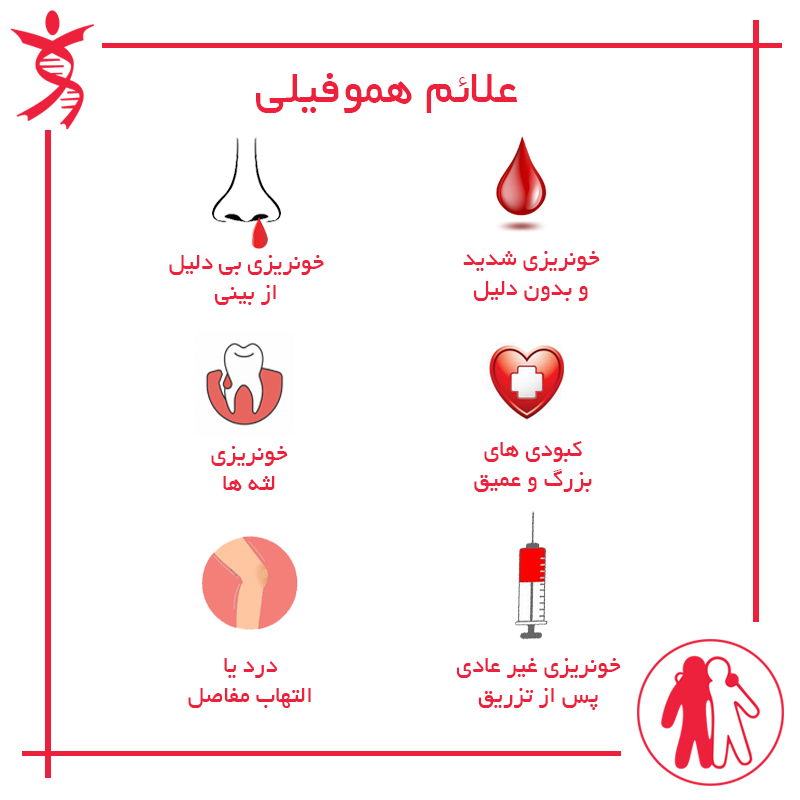 علائم هموفیلی
خونریزی شدید
و بدون دلیل
خونریزی بی دلیل
از بینی
کبودی های
بزرگ و عمیق
خونریزی
لثه ها
خونریزی غیر عادی
پس از تزریق
درد یا
التهاب مفاصل